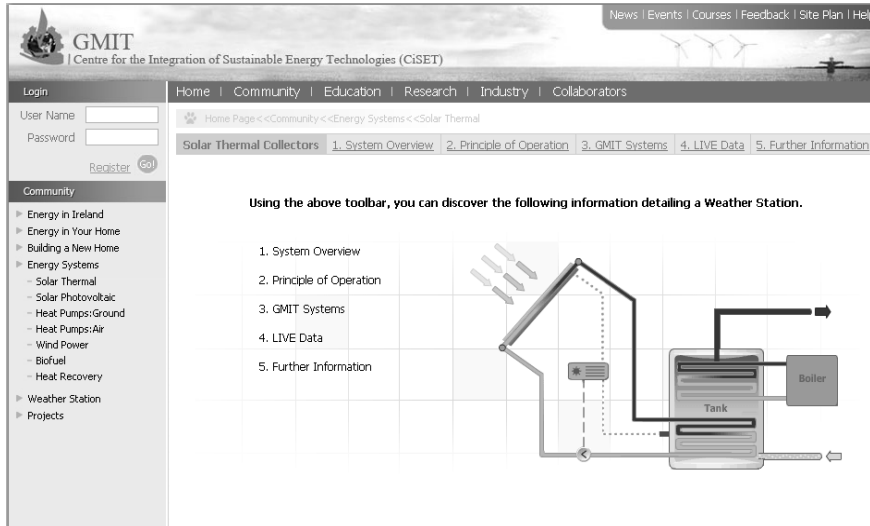 News | Events | Courses | Feedback | Site Plan | Help
GMIT
Centre for the Integration of Sustainable Energy Technologies (CiSET)
Login
User Name
Password
Register Go!
Home | Community | Education | Research | Industry | Collaborators
Home Page<<Community<<Energy Systems<<Solar Thermal
Solar Thermal Collectors 1. System Overview 2. Principle of Operation 3. GMIT Systems 4. LIVE Data 5. Further Information
Community
Energy in Ireland
Energy in Your Home
Building a New Home
Energy Systems
- Solar Thermal
- Solar Photovoltaic
- Heat Pumps:Ground
- Heat Pumps:Air
- Wind Power
- Biofuel
- Heat Recovery
Weather Station
Projects
Using the above toolbar, you can discover the following information detailing a Weather Station.
1. System Overview
2. Principle of Operation
3. GMIT Systems
4. LIVE Data
5. Further Information
Boiler
Tank